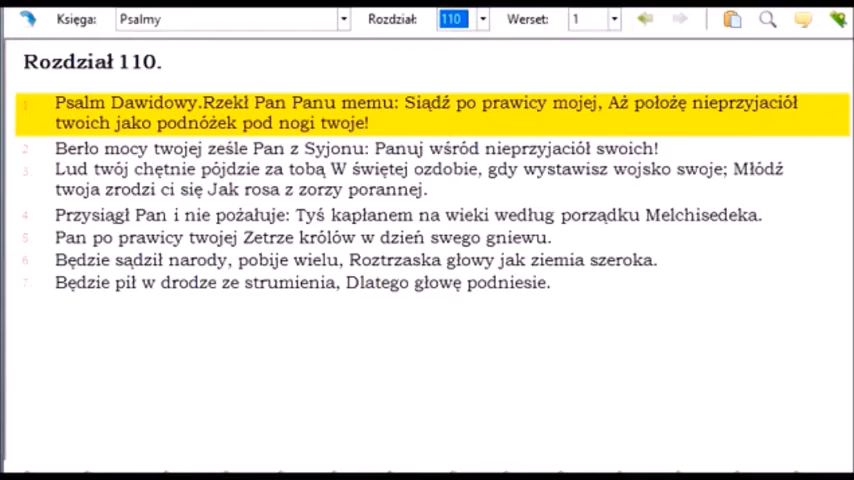 Księga: Psalmy Rozdział: 110 Werset: 1
Rozdział 110.
1 Psalm Dawidowy.Rzekł Pan Panu memu: Siądź po prawicy mojej, Aż położę nieprzyjaciół
twoich jako podnóżek pod nogi twoje!
2 Berło mocy twojej ześle Pan z Syjonu: Panuj wśród nieprzyjaciół swoich!
3 Lud twój chętnie pójdzie za tobą W świętej ozdobie, gdy wystawisz wojsko swoje; Młódź
twoja zrodzi ci się Jak rosa z zorzy porannej.
4 Przysiągł Pan i nie pożałuje: Tyś kapłanem na wieki według porządku Melchisedeka.
5 Pan po prawicy twojej Zetrze królów w dzień swego gniewu.
6 Będzie sądził narody, pobije wielu, Roztrzaska głowy jak ziemia szeroka.
7 Będzie pił w drodze ze strumienia, Dlatego głowę podniesie.